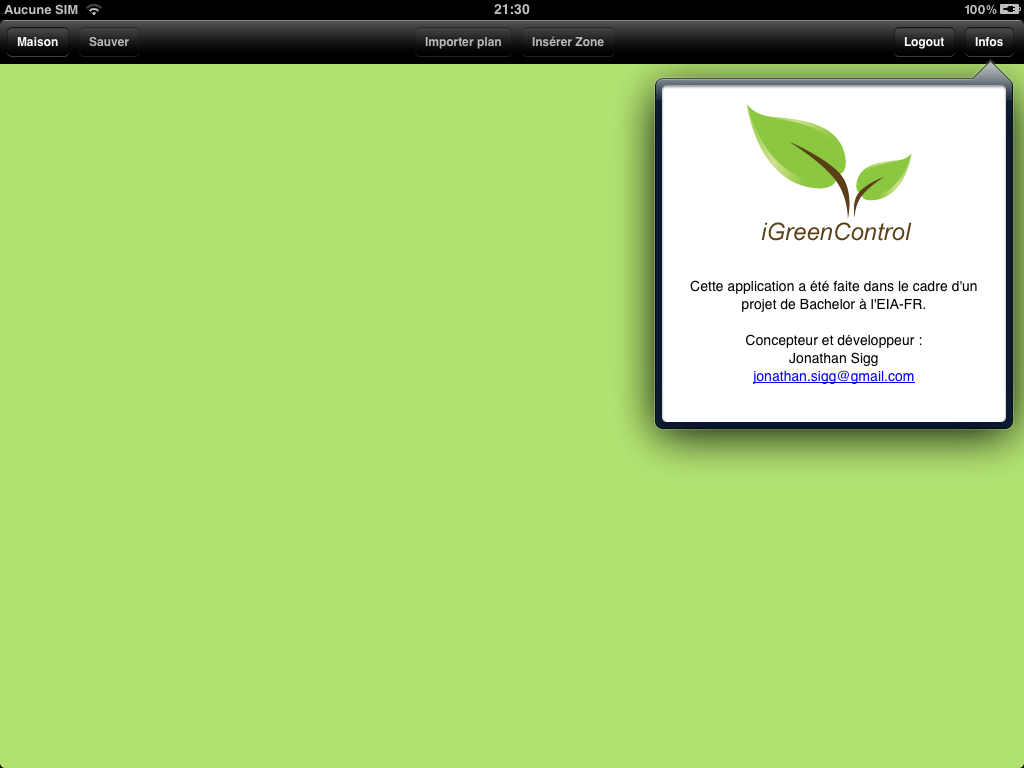 Aucune SIM 21:30 100%
Maison Sauver Importer plan Insérer Zone Logout Infos
iGreenControl
Cette application a été faite dans le cadre d'un
projet de Bachelor à l'EIA-FR.
Concepteur et développeur :
Jonathan Sigg
jonathan.sigg@gmail.com